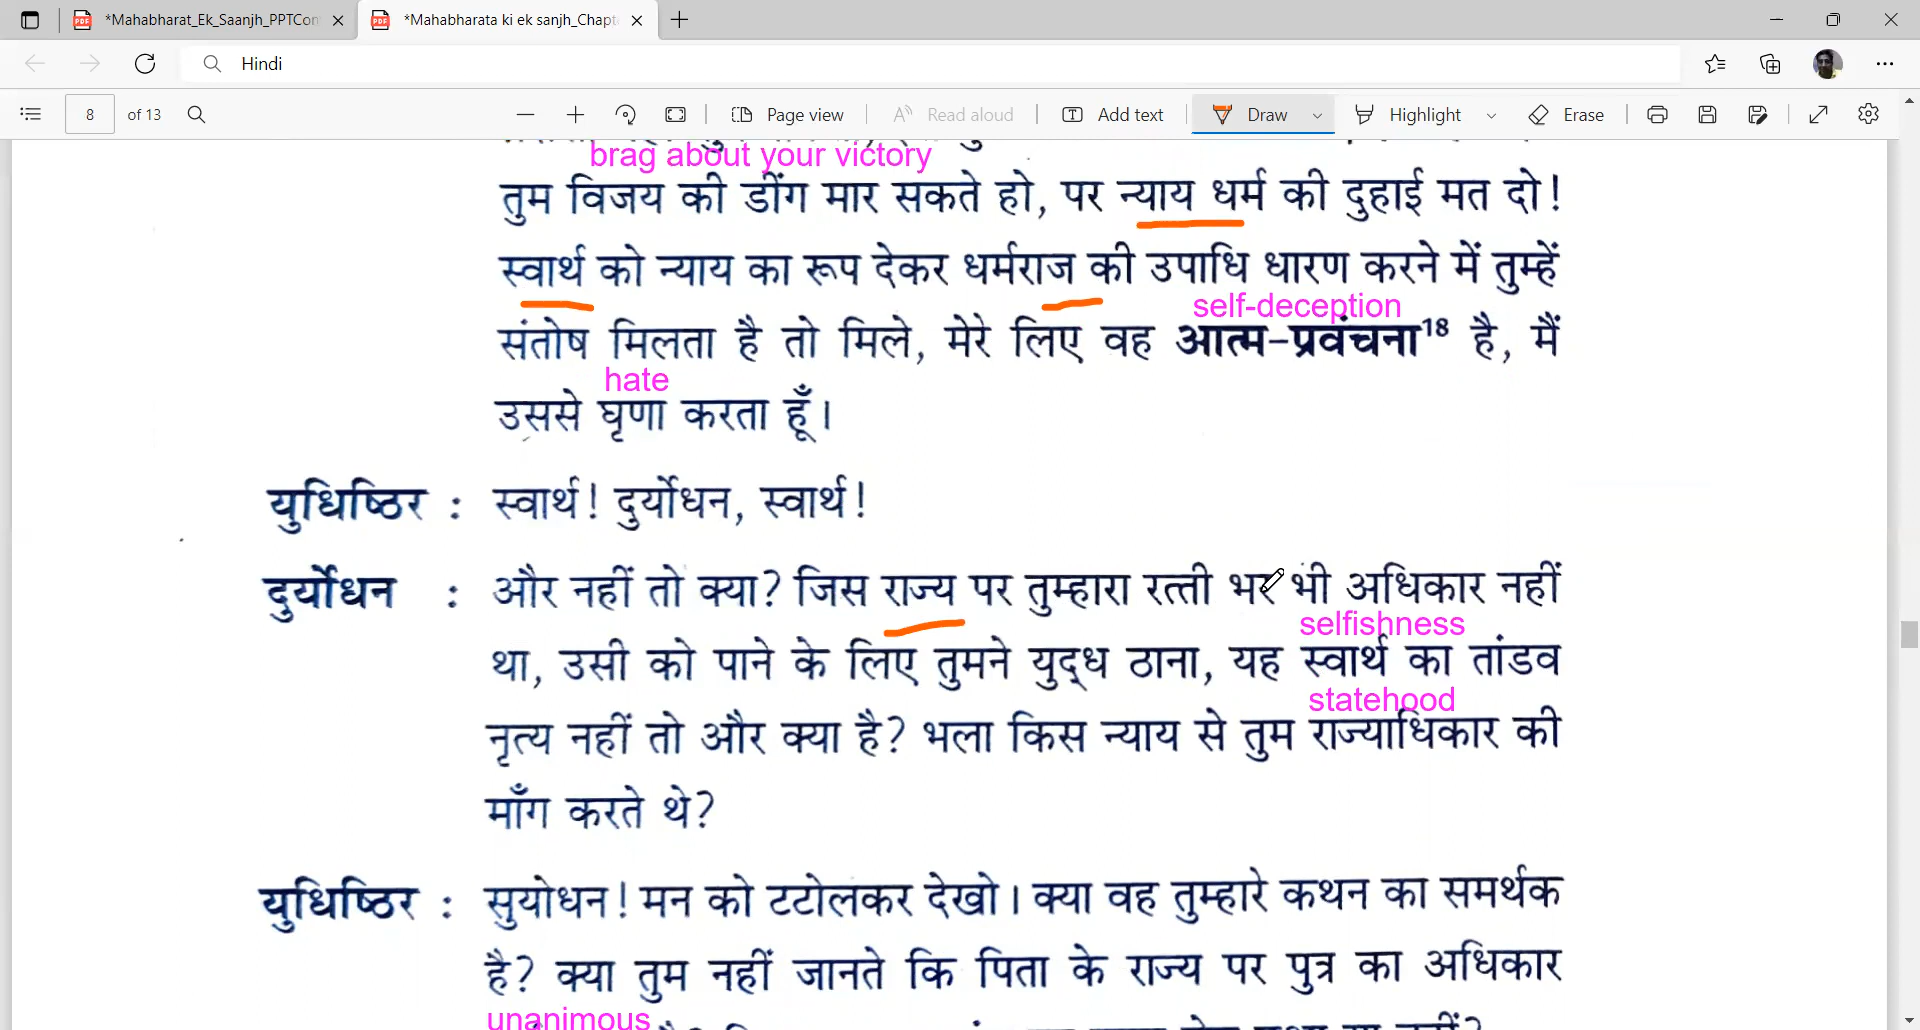 *Mahabharat_Ek_Saanjh_PPTCon
*Mahabharata ki ek sanjh_Chapt
Hindi
8 of 13
Page view
Read aloud
Add text
Draw
Highlight
Erase
brag about your victory
तुम विजय की डींग मार सकते हो, पर न्याय धर्म की दुहाई मत दो!
स्वार्थ को न्याय का रूप देकर धर्मराज की उपाधि धारण करने में तुम्हें
self-deception
संतोष मिलता है तो मिले, मेरे लिए वह आत्म-प्रवंचना18 है, मैं
hate
उससे घृणा करता हूँ।
युधिष्ठिर : स्वार्थ! दुर्योधन, स्वार्थ!
दुर्योधन : और नहीं तो क्या? जिस राज्य पर तुम्हारा रत्ती भर भी अधिकार नहीं
selfishness
था, उसी को पाने के लिए तुमने युद्ध ठाना, यह स्वार्थ का तांडव
statehood
नृत्य नहीं तो और क्या है? भला किस न्याय से तुम राज्याधिकार की
माँग करते थे?
युधिष्ठिर : सुयोधन! मन को टटोलकर देखो। क्या वह तुम्हारे कथन का समर्थक
है? क्या तुम नहीं जानते कि पिता के राज्य पर पुत्र का अधिकार
unanimous